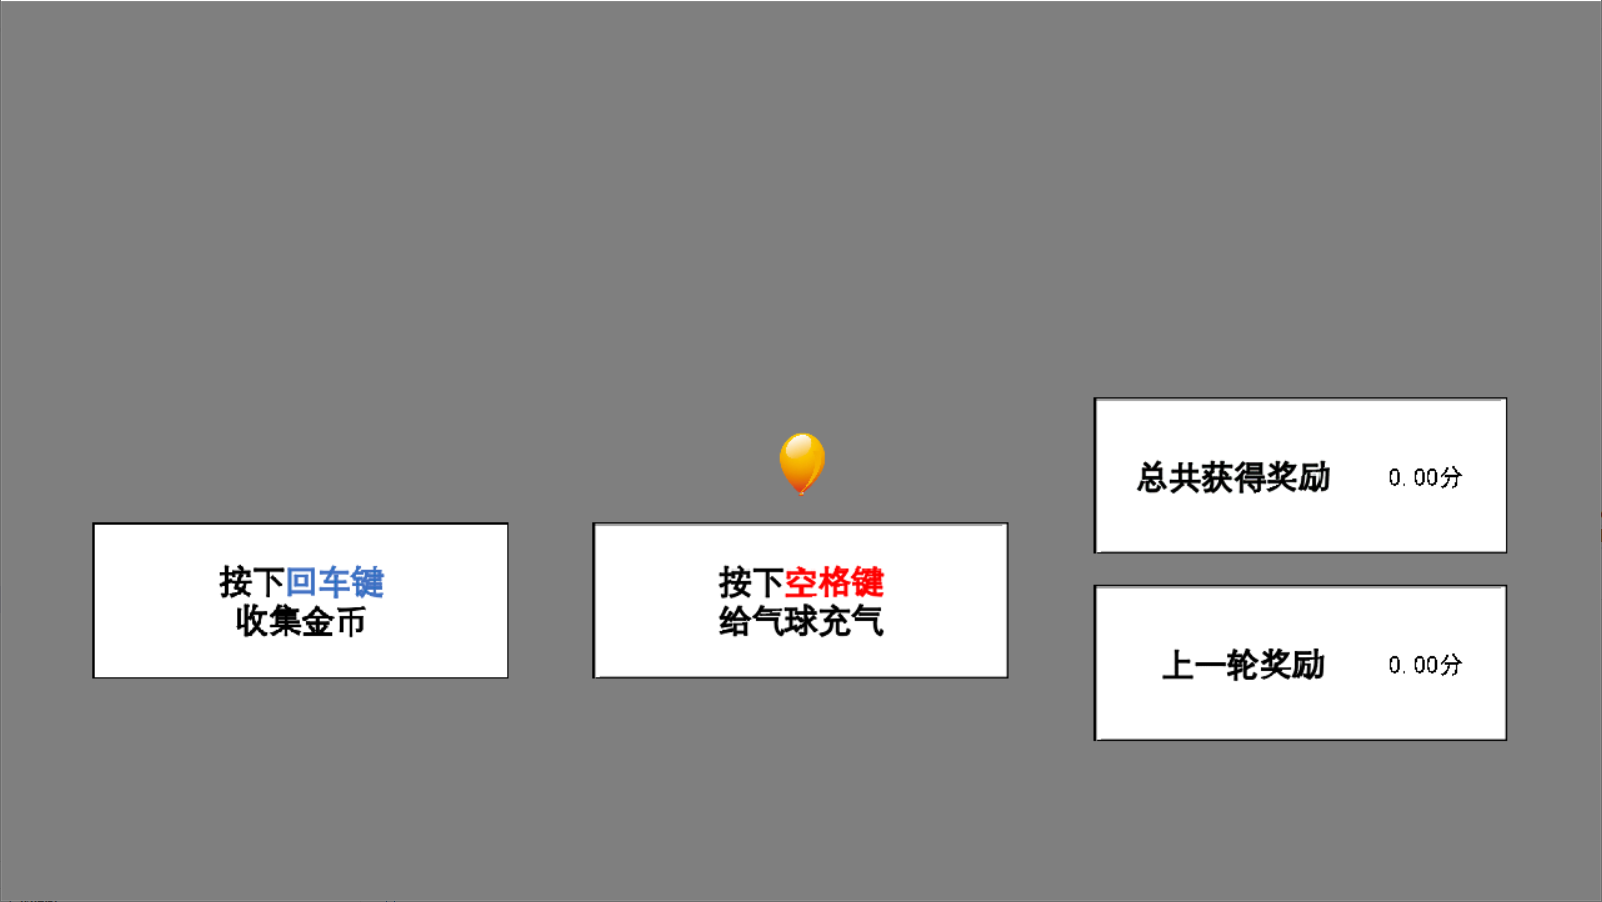 按下回车键
收集金币
按下空格键
给气球充气
总共获得奖励 0.00分
上一轮奖励 0.00分